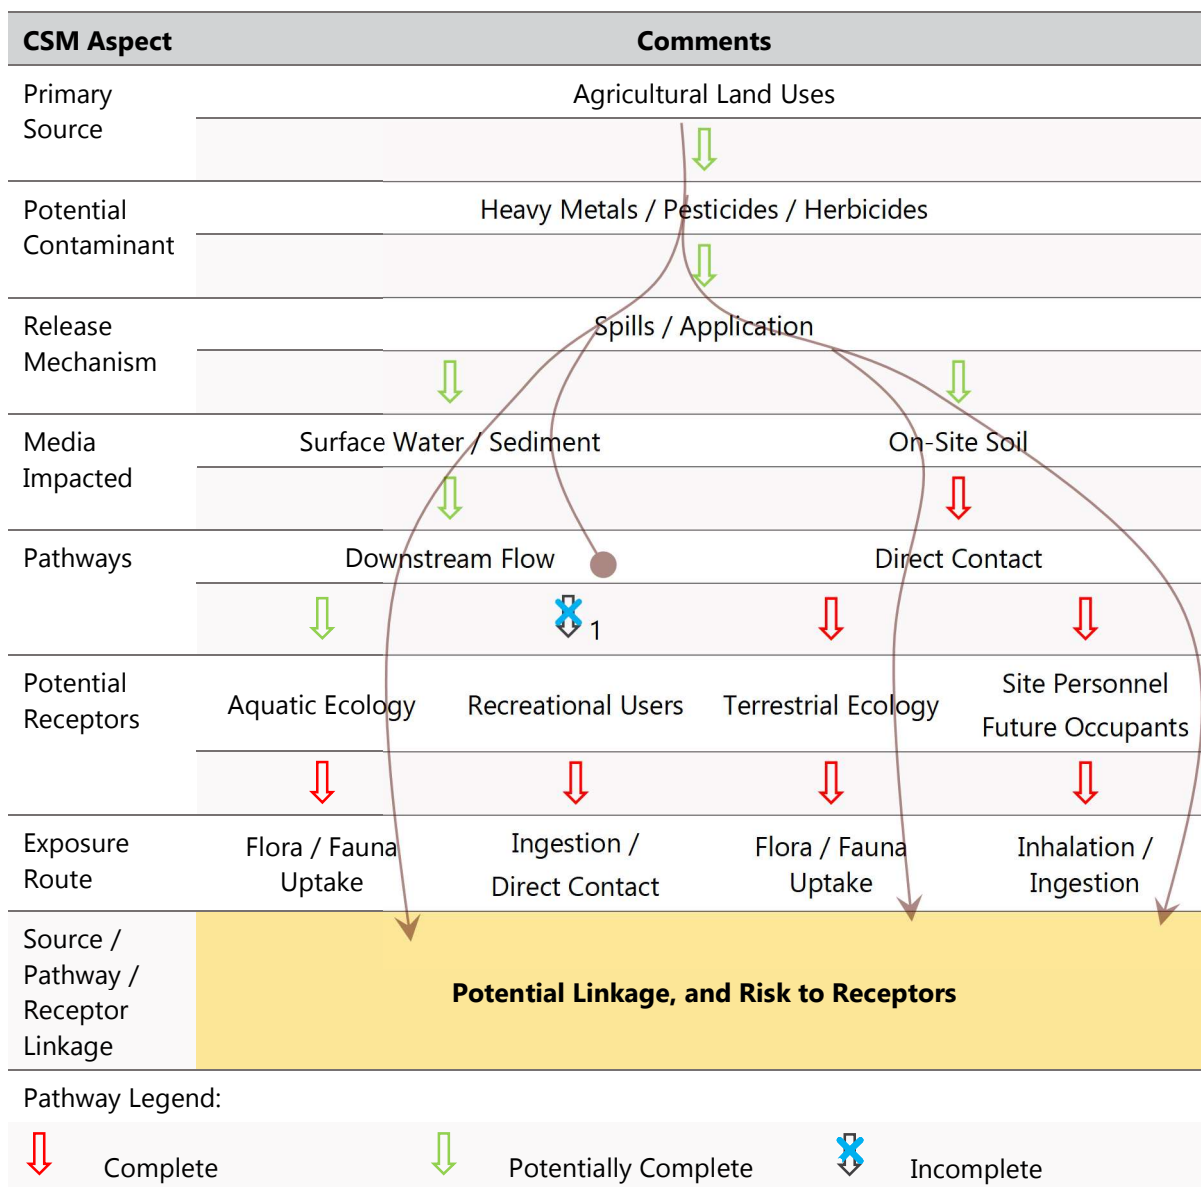 CSM Aspect Comments
Primary
Source
Agricultural Land Uses
Potential
Contaminant
Heavy Metals / Pesticides / Herbicides
Release
Mechanism
Spills / Application
Media
Impacted
Surface Water / Sediment On-Site Soil
Pathways Downstream Flow Direct Contact
1
Potential
Receptors
Aquatic Ecology Recreational Users Terrestrial Ecology Site Personnel
Future Occupants
Exposure
Route
Flora / Fauna
Uptake
Ingestion /
Direct Contact
Flora / Fauna
Uptake
Inhalation /
Ingestion
Source /
Pathway /
Receptor
Linkage
Potential Linkage, and Risk to Receptors
Pathway Legend:
Complete Potentially Complete Incomplete